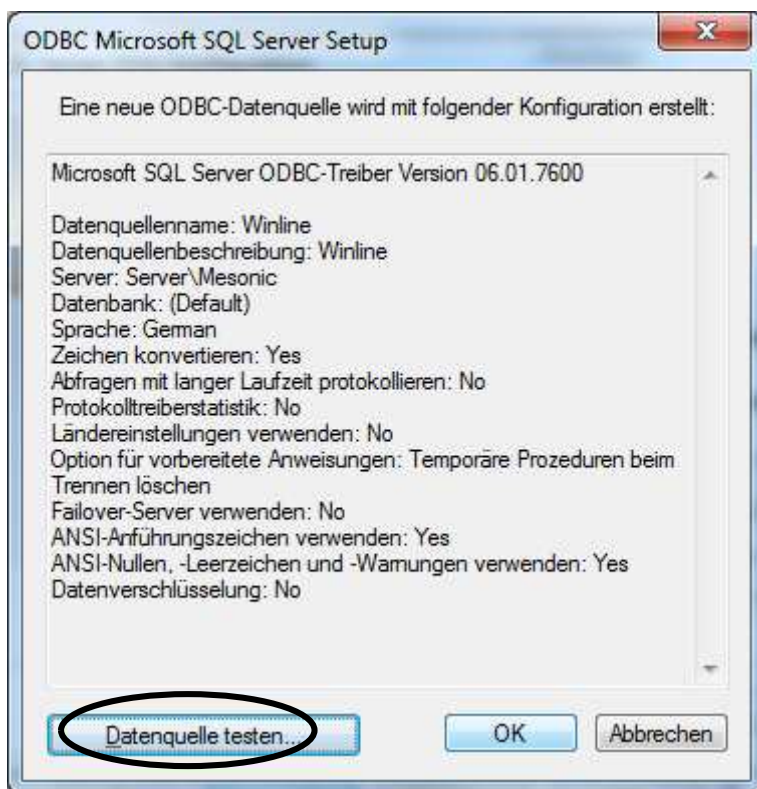 ODBC Microsoft SQL Server Setup
Eine neue ODBC-Datenquelle wird mit folgender Konfiguration erstellt:
Microsoft SQL Server ODBC-Treiber Version 06.01.7600
Datenquellenname: Winline
Datenquellenbeschreibung: Winline
Server: Server\Mesonic
Datenbank: (Default)
Sprache: German
Zeichen konvertieren: Yes
Abfragen mit langer Laufzeit protokollieren: No
Protokolltreiberstatistik: No
Ländereinstellungen verwenden: No
Option für vorbereitete Anweisungen: Temporäre Prozeduren beim
Trennen löschen
Failover-Server verwenden: No
ANSI-Anführungszeichen verwenden: Yes
ANSI-Nullen, -Leerzeichen und -Warnungen verwenden: Yes
Datenverschlüsselung: No
Datenquelle testen... OK Abbrechen